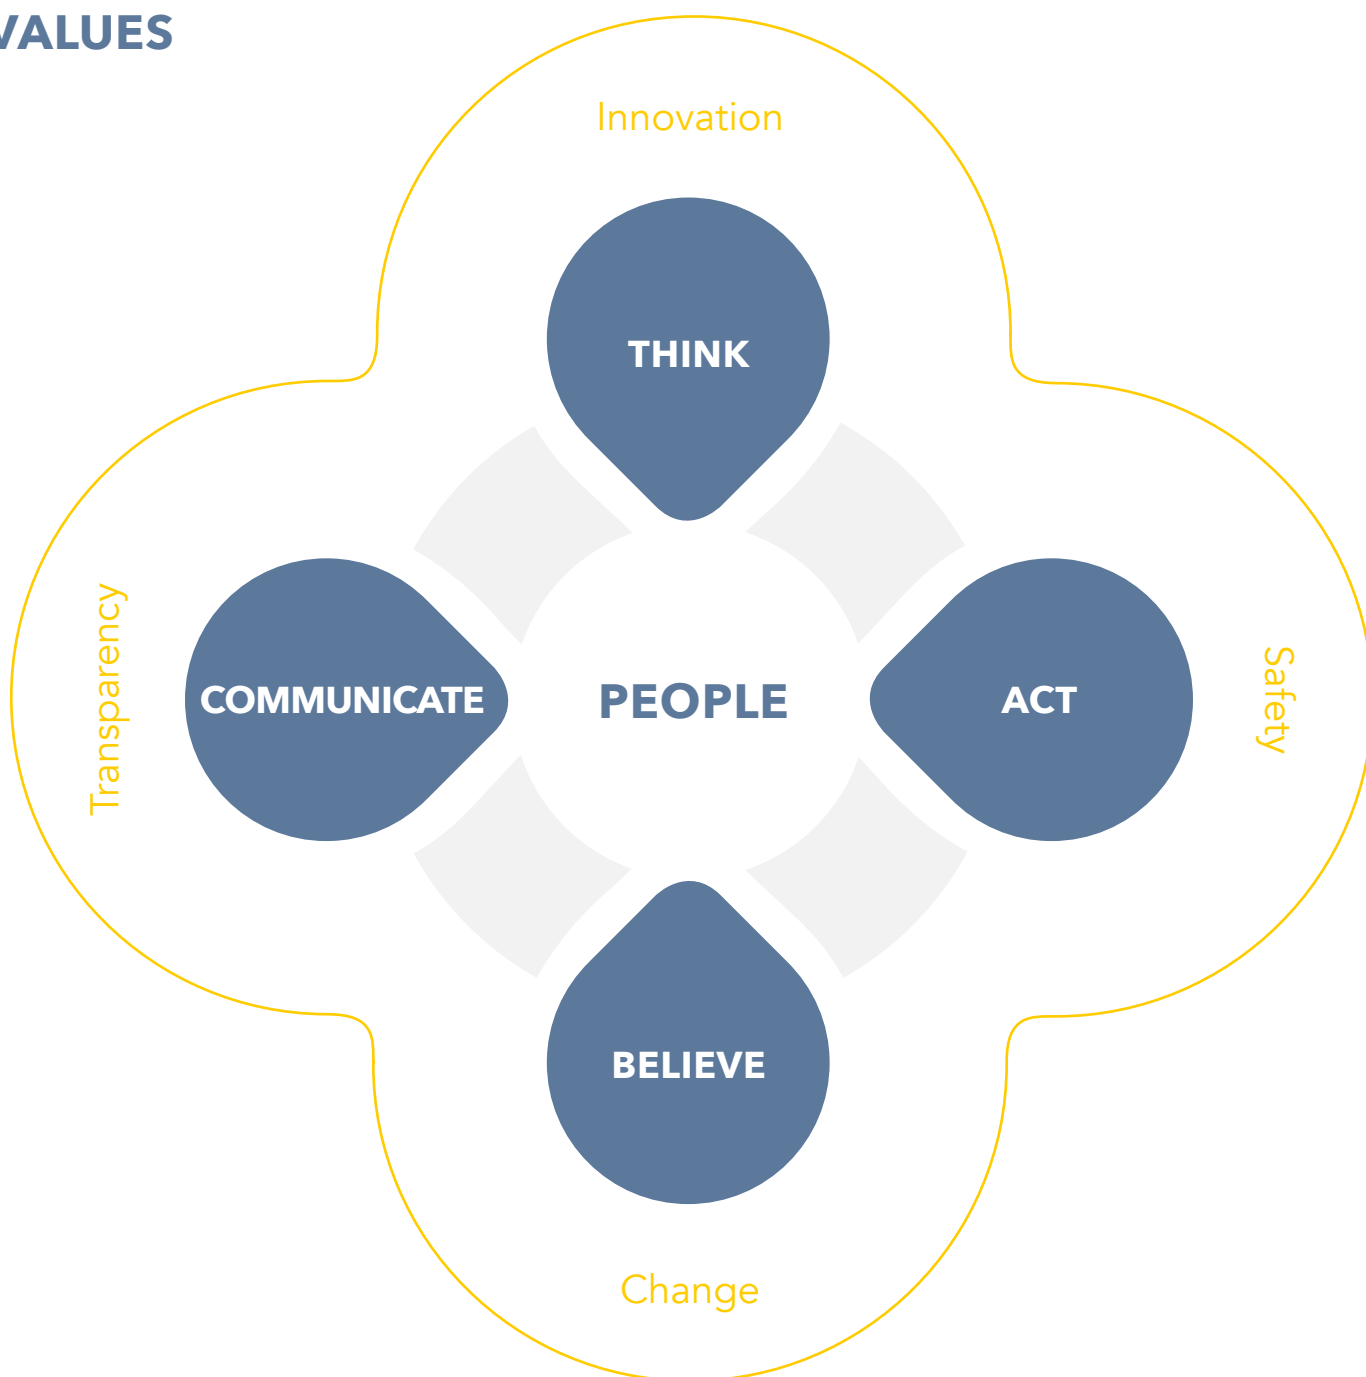 VALUES
Innovation
THINK
Transparency
COMMUNICATE
PEOPLE
ACT
Safety
BELIEVE
Change